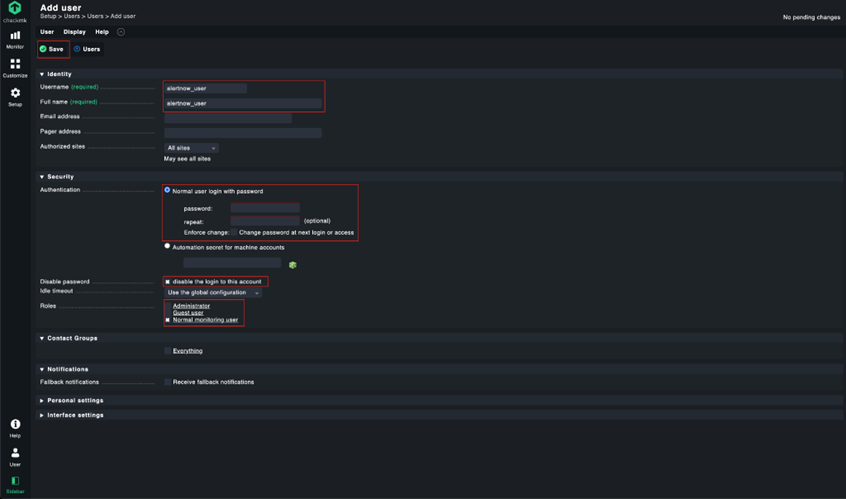 Add user
Setup > Users > Users > Add user
No pending changes
checkmk
User Display Help
Save Users
Monitor
Customize
Setup
Identity
Username (required) alertnow_user
Full name (required) alertnow_user
Email address
Pager address
Authorized sites All sites
May see all sites
Security
Authentication Normal user login with password
password:
repeat: (optional)
Enforce change: Change password at next login or access
Automation secret for machine accounts
Disable password disable the login to this account
Idle timeout Use the global configuration
Roles Administrator
Guest user
Normal monitoring user
Contact Groups
Everything
Notifications
Fallback notifications Receive fallback notifications
Personal settings
Interface settings
Help
User
Sidebar